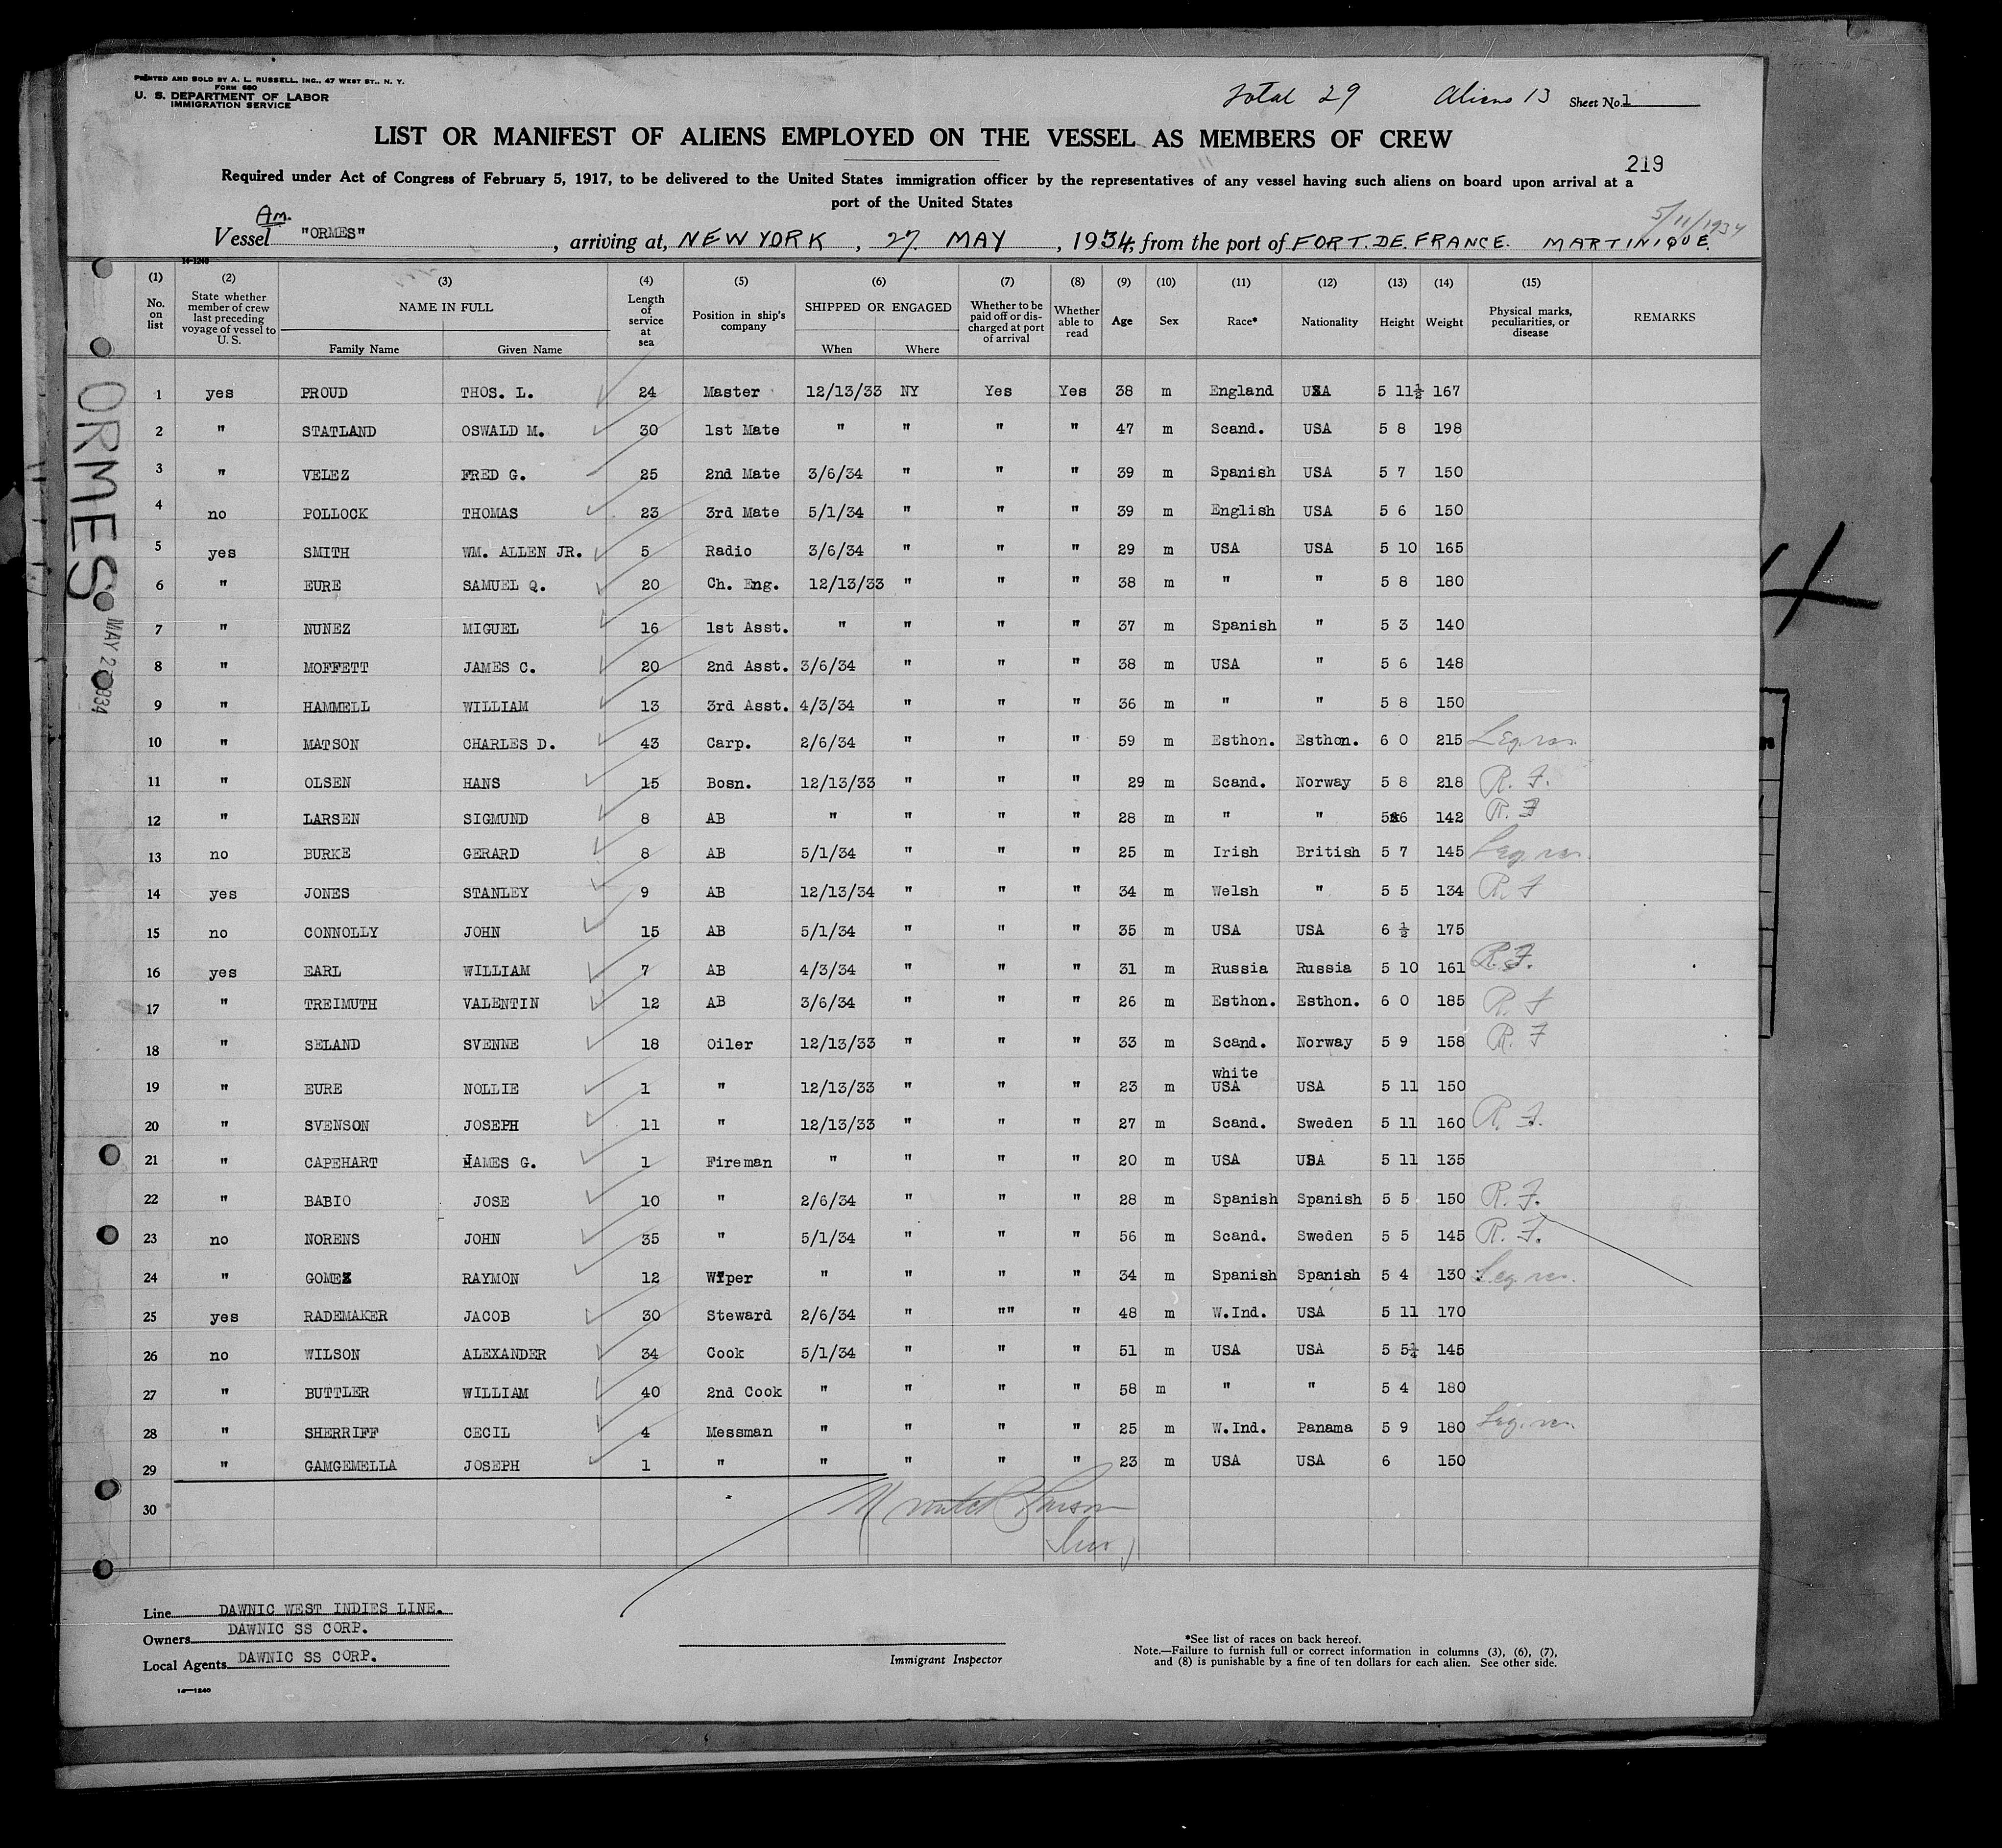 PRINTED AND SOLD BY A. L. RUSSELL, INC., 47 WEST ST., N. Y.
FORM 680
U. S. DEPARTMENT OF LABOR
IMMIGRATION SERVICE
Total 29 Aliens 13 Sheet No. 1
LIST OR MANIFEST OF ALIENS EMPLOYED ON THE VESSEL AS MEMBERS OF CREW
219
Required under Act of Congress of February 5, 1917, to be delivered to the United States immigration officer by the representatives of any vessel having such aliens on board upon arrival at a
port of the United States
5/11/1934
Am.
Vessel "ORMES", arriving at, NEW YORK, 27 MAY, 1934, from the port of FORT. DE. FRANCE. MARTINIQUE.
14-1240
(1) (2) (3) (4) (5) (6) (7) (8) (9) (10) (11) (12) (13) (14) (15)
No. on list | State whether member of crew last preceding voyage of vessel to U. S. | NAME IN FULL | Length of service at sea | Position in ship's company | SHIPPED OR ENGAGED | Whether to be paid off or discharged at port of arrival | Whether able to read | Age | Sex | Race* | Nationality | Height | Weight | Physical marks, peculiarities, or disease | REMARKS
Family Name Given Name When Where
1 yes PROUD THOS. L. 24 Master 12/13/33 NY Yes Yes 38 m England USA 5 11½ 167
2 " STATLAND OSWALD M. 30 1st Mate " " " " 47 m Scand. USA 5 8 198
3 " VELEZ FRED G. 25 2nd Mate 3/6/34 " " " 39 m Spanish USA 5 7 150
4 no POLLOCK THOMAS 23 3rd Mate 5/1/34 " " " 39 m English USA 5 6 150
5 yes SMITH WM. ALLEN JR. 5 Radio 3/6/34 " " " 29 m USA USA 5 10 165
6 " EURE SAMUEL Q. 20 Ch. Eng. 12/13/33 " " " 38 m " " 5 8 180
7 " NUNEZ MIGUEL 16 1st Asst. " " " " 37 m Spanish " 5 3 140
8 " MOFFETT JAMES C. 20 2nd Asst. 3/6/34 " " " 38 m USA " 5 6 148
9 " HAMMELL WILLIAM 13 3rd Asst. 4/3/34 " " " 36 m " " 5 8 150
10 " MATSON CHARLES D. 43 Carp. 2/6/34 " " " 59 m Esthon. Esthon. 6 0 215 Leg. res.
11 " OLSEN HANS 15 Bosn. 12/13/33 " " " 29 m Scand. Norway 5 8 218 R. F.
12 " LARSEN SIGMUND 8 AB " " " " 28 m " " 5 6 142 R. F
13 no BURKE GERARD 8 AB 5/1/34 " " " 25 m Irish British 5 7 145 Leg. res.
14 yes JONES STANLEY 9 AB 12/13/34 " " " 34 m Welsh " 5 5 134 R. F
15 no CONNOLLY JOHN 15 AB 5/1/34 " " " 35 m USA USA 6 ½ 175
16 yes EARL WILLIAM 7 AB 4/3/34 " " " 31 m Russia Russia 5 10 161 R. F.
17 " TREIMUTH VALENTIN 12 AB 3/6/34 " " " 26 m Esthon. Esthon. 6 0 185 R. F
18 " SELAND SVENNE 18 Oiler 12/13/33 " " " 33 m Scand. Norway 5 9 158 R. F
19 " EURE NOLLIE 1 " 12/13/33 " " " 23 m white USA USA 5 11 150
20 " SVENSON JOSEPH 11 " 12/13/33 " " " 27 m Scand. Sweden 5 11 160 R. F.
21 " CAPEHART JAMES G. 1 Fireman " " " " 20 m USA USA 5 11 135
22 " BABIO JOSE 10 " 2/6/34 " " " 28 m Spanish Spanish 5 5 150 R. F.
23 no NORENS JOHN 35 " 5/1/34 " " " 56 m Scand. Sweden 5 5 145 R. F.
24 " GOMEZ RAYMON 12 Wiper " " " " 34 m Spanish Spanish 5 4 130 Leg. res.
25 yes RADEMAKER JACOB 30 Steward 2/6/34 " "" " 48 m W.Ind. USA 5 11 170
26 no WILSON ALEXANDER 34 Cook 5/1/34 " " " 51 m USA USA 5 5½ 145
27 " BUTTLER WILLIAM 40 2nd Cook " " " " 58 m " " 5 4 180
28 " SHERRIFF CECIL 4 Messman " " " " 25 m W.Ind. Panama 5 9 180 Leg. res.
29 " GAMGEMELLA JOSEPH 1 " " " " " 23 m USA USA 6 150
30
ORMES
Line DAWNIC WEST INDIES LINE.
Owners DAWNIC SS CORP.
Local Agents DAWNIC SS CORP.
Immigrant Inspector
*See list of races on back hereof.
Note.—Failure to furnish full or correct information in columns (3), (6), (7),
and (8) is punishable by a fine of ten dollars for each alien. See other side.
14—1240